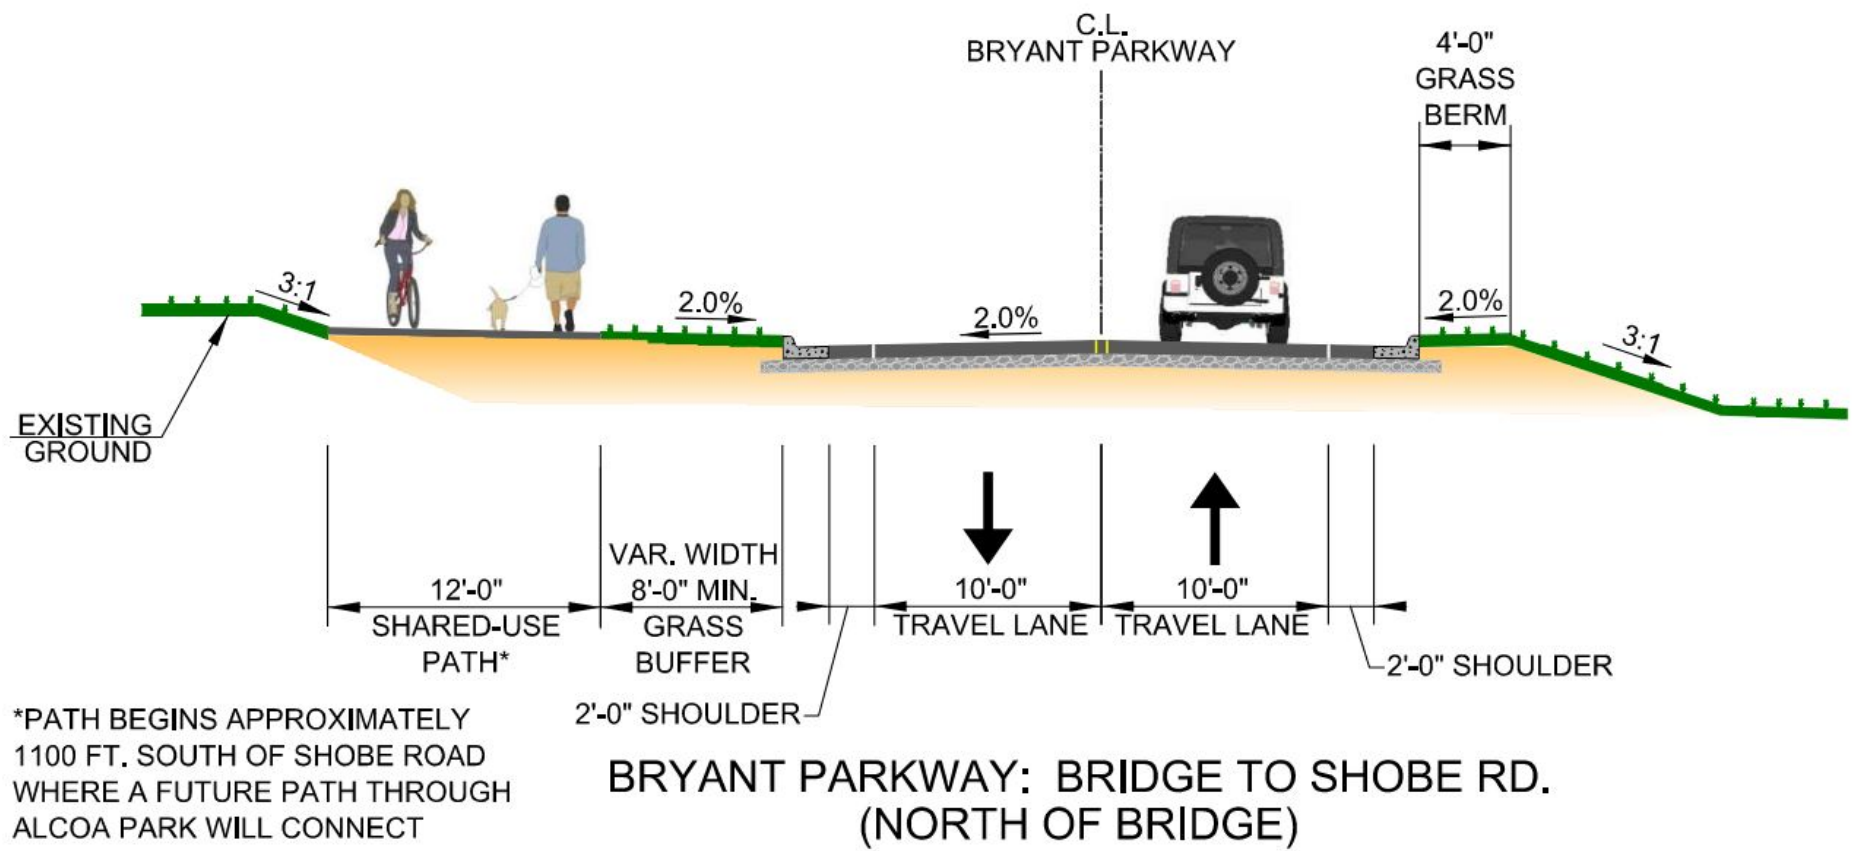 C.L.
BRYANT PARKWAY
4'-0"
GRASS
BERM
3:1
2.0%
2.0%
2.0%
3:1
EXISTING
GROUND
12'-0"
SHARED-USE
PATH*
VAR. WIDTH
8'-0" MIN.
GRASS
BUFFER
10'-0"
TRAVEL LANE
10'-0"
TRAVEL LANE
2'-0" SHOULDER
2'-0" SHOULDER
*PATH BEGINS APPROXIMATELY
1100 FT. SOUTH OF SHOBE ROAD
WHERE A FUTURE PATH THROUGH
ALCOA PARK WILL CONNECT
BRYANT PARKWAY: BRIDGE TO SHOBE RD.
(NORTH OF BRIDGE)